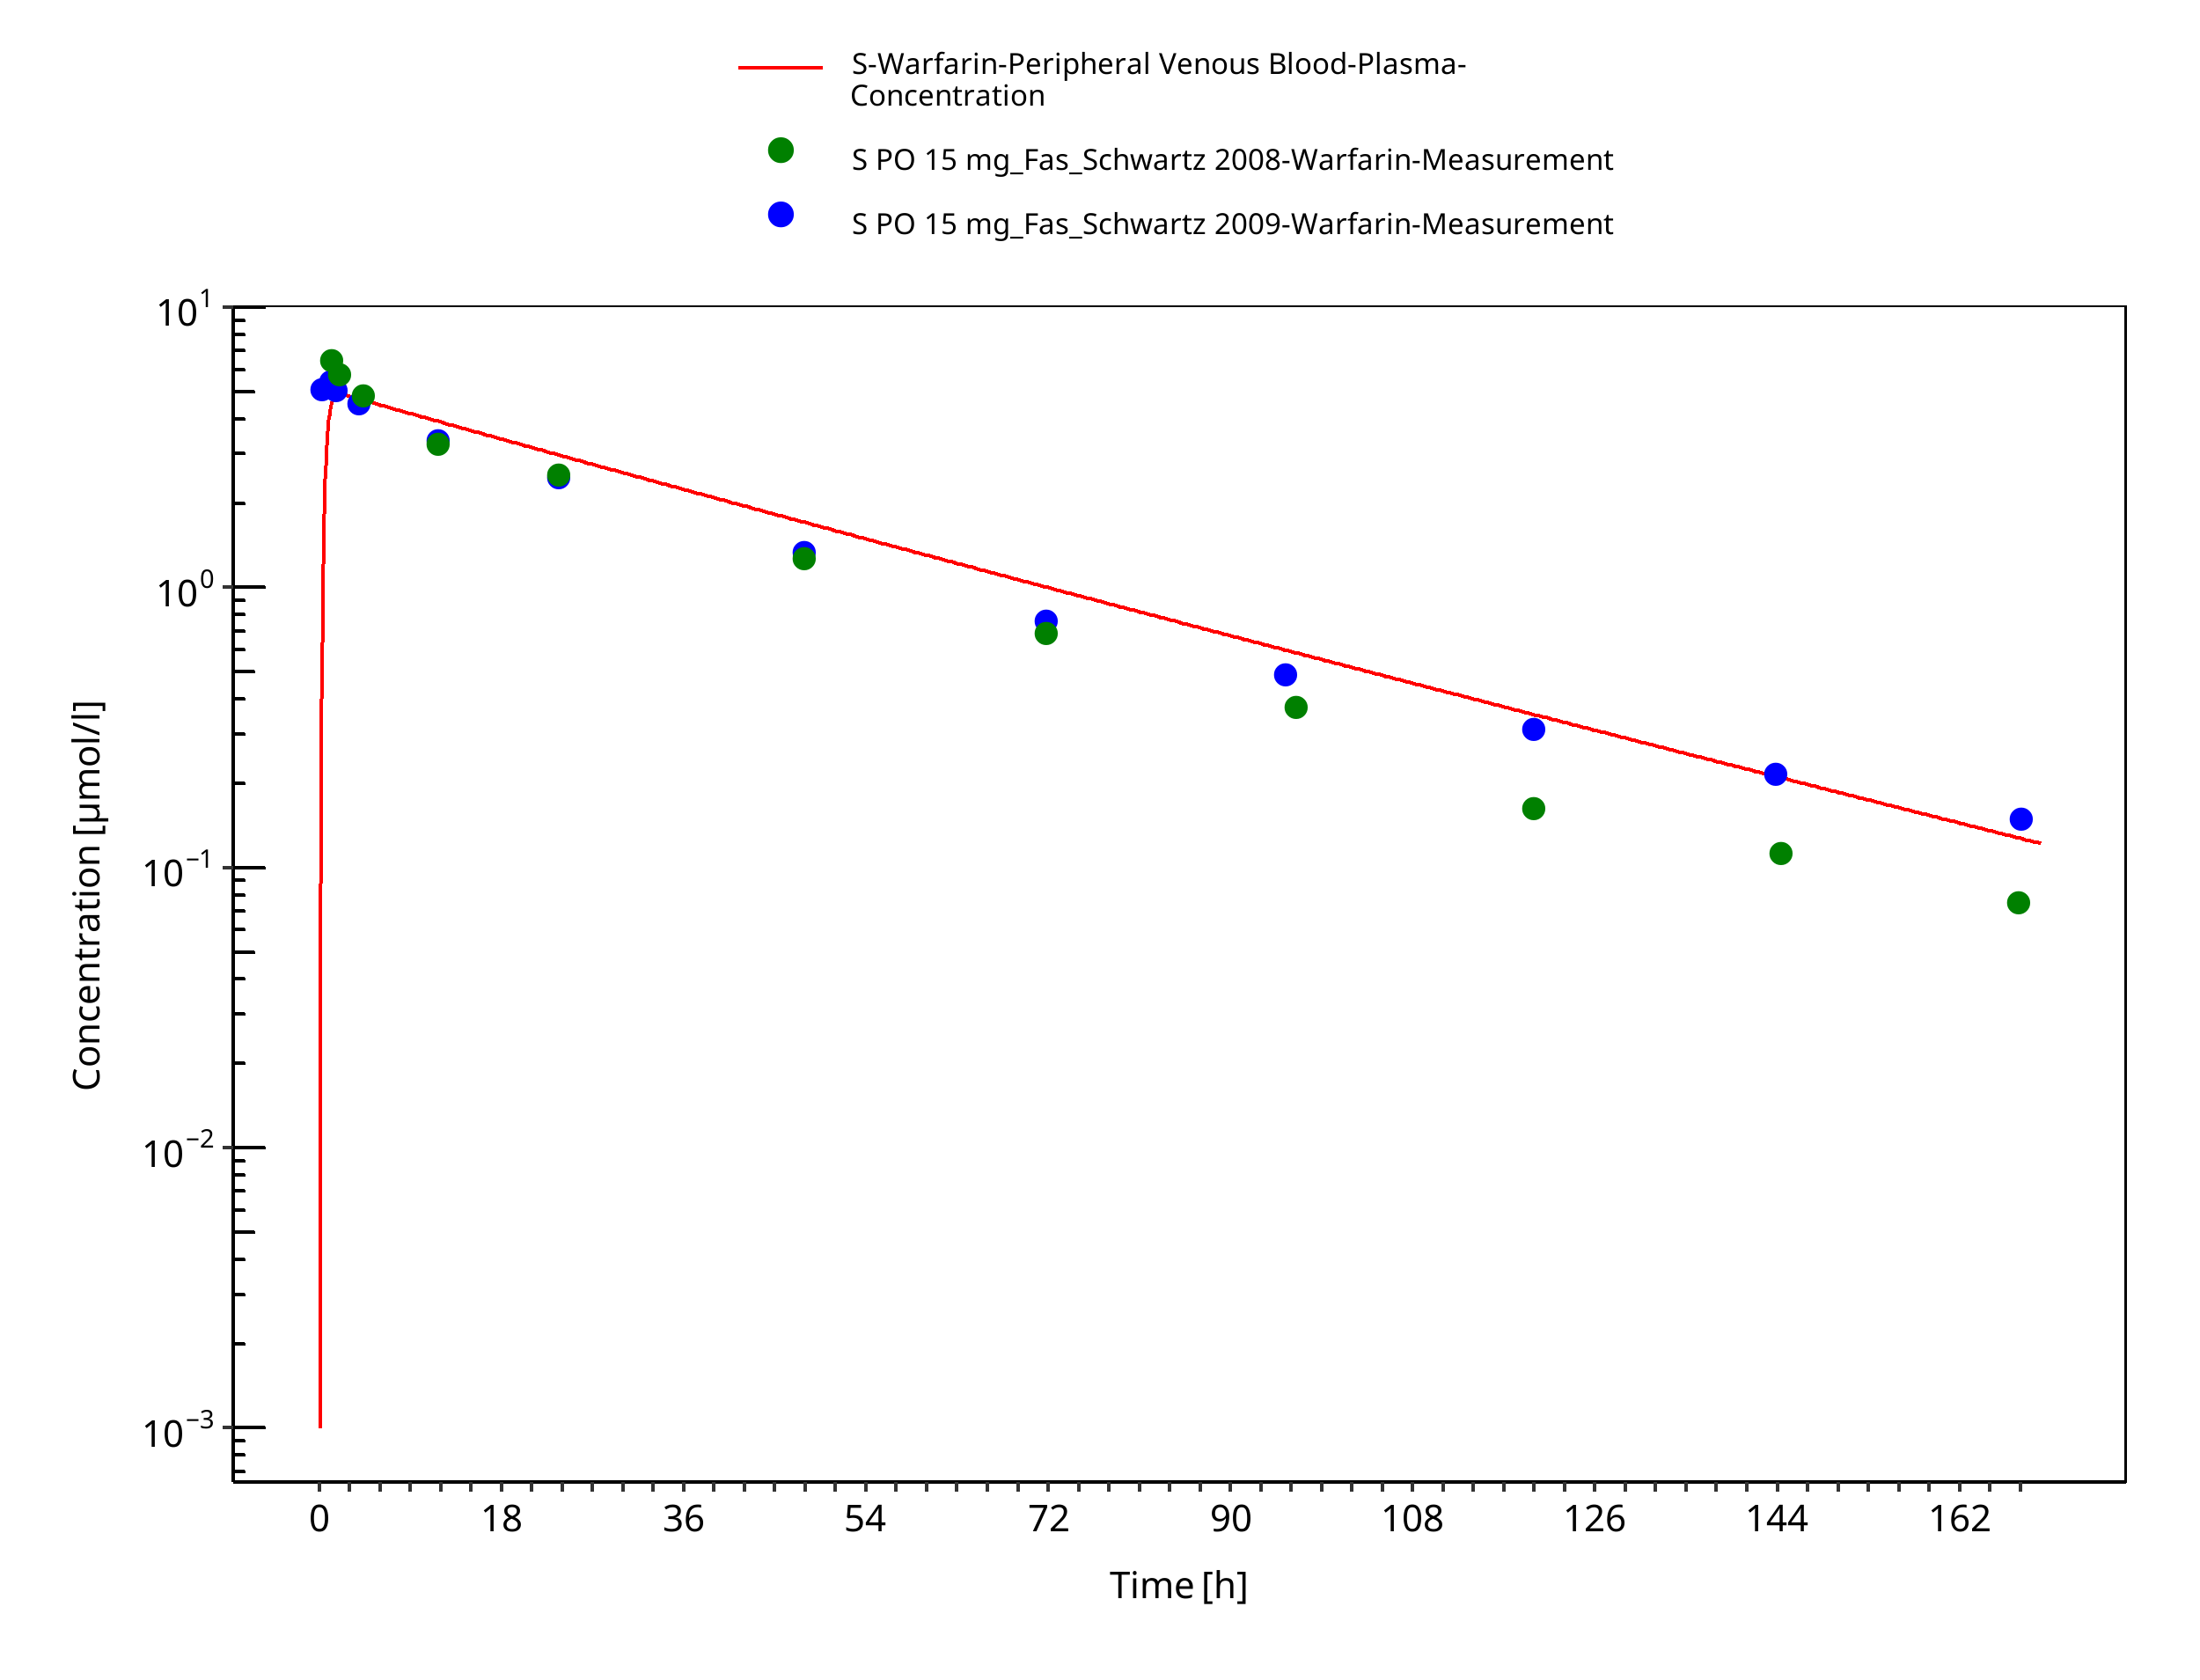 S-Warfarin-Peripheral Venous Blood-Plasma-
Concentration
S PO 15 mg_Fas_Schwartz 2008-Warfarin-Measurement
S PO 15 mg_Fas_Schwartz 2009-Warfarin-Measurement
10¹
10⁰
10⁻¹
10⁻²
10⁻³
Concentration [µmol/l]
0 18 36 54 72 90 108 126 144 162
Time [h]